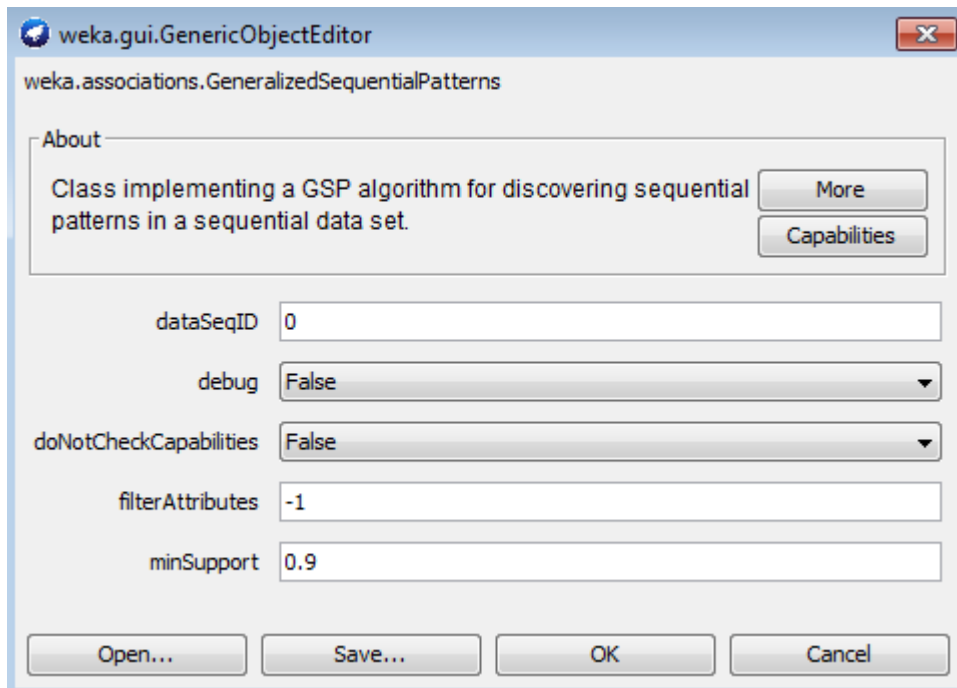 weka.gui.GenericObjectEditor
weka.associations.GeneralizedSequentialPatterns
About
Class implementing a GSP algorithm for discovering sequential
patterns in a sequential data set.
More
Capabilities
dataSeqID 0
debug False
doNotCheckCapabilities False
filterAttributes -1
minSupport 0.9
Open... Save... OK Cancel